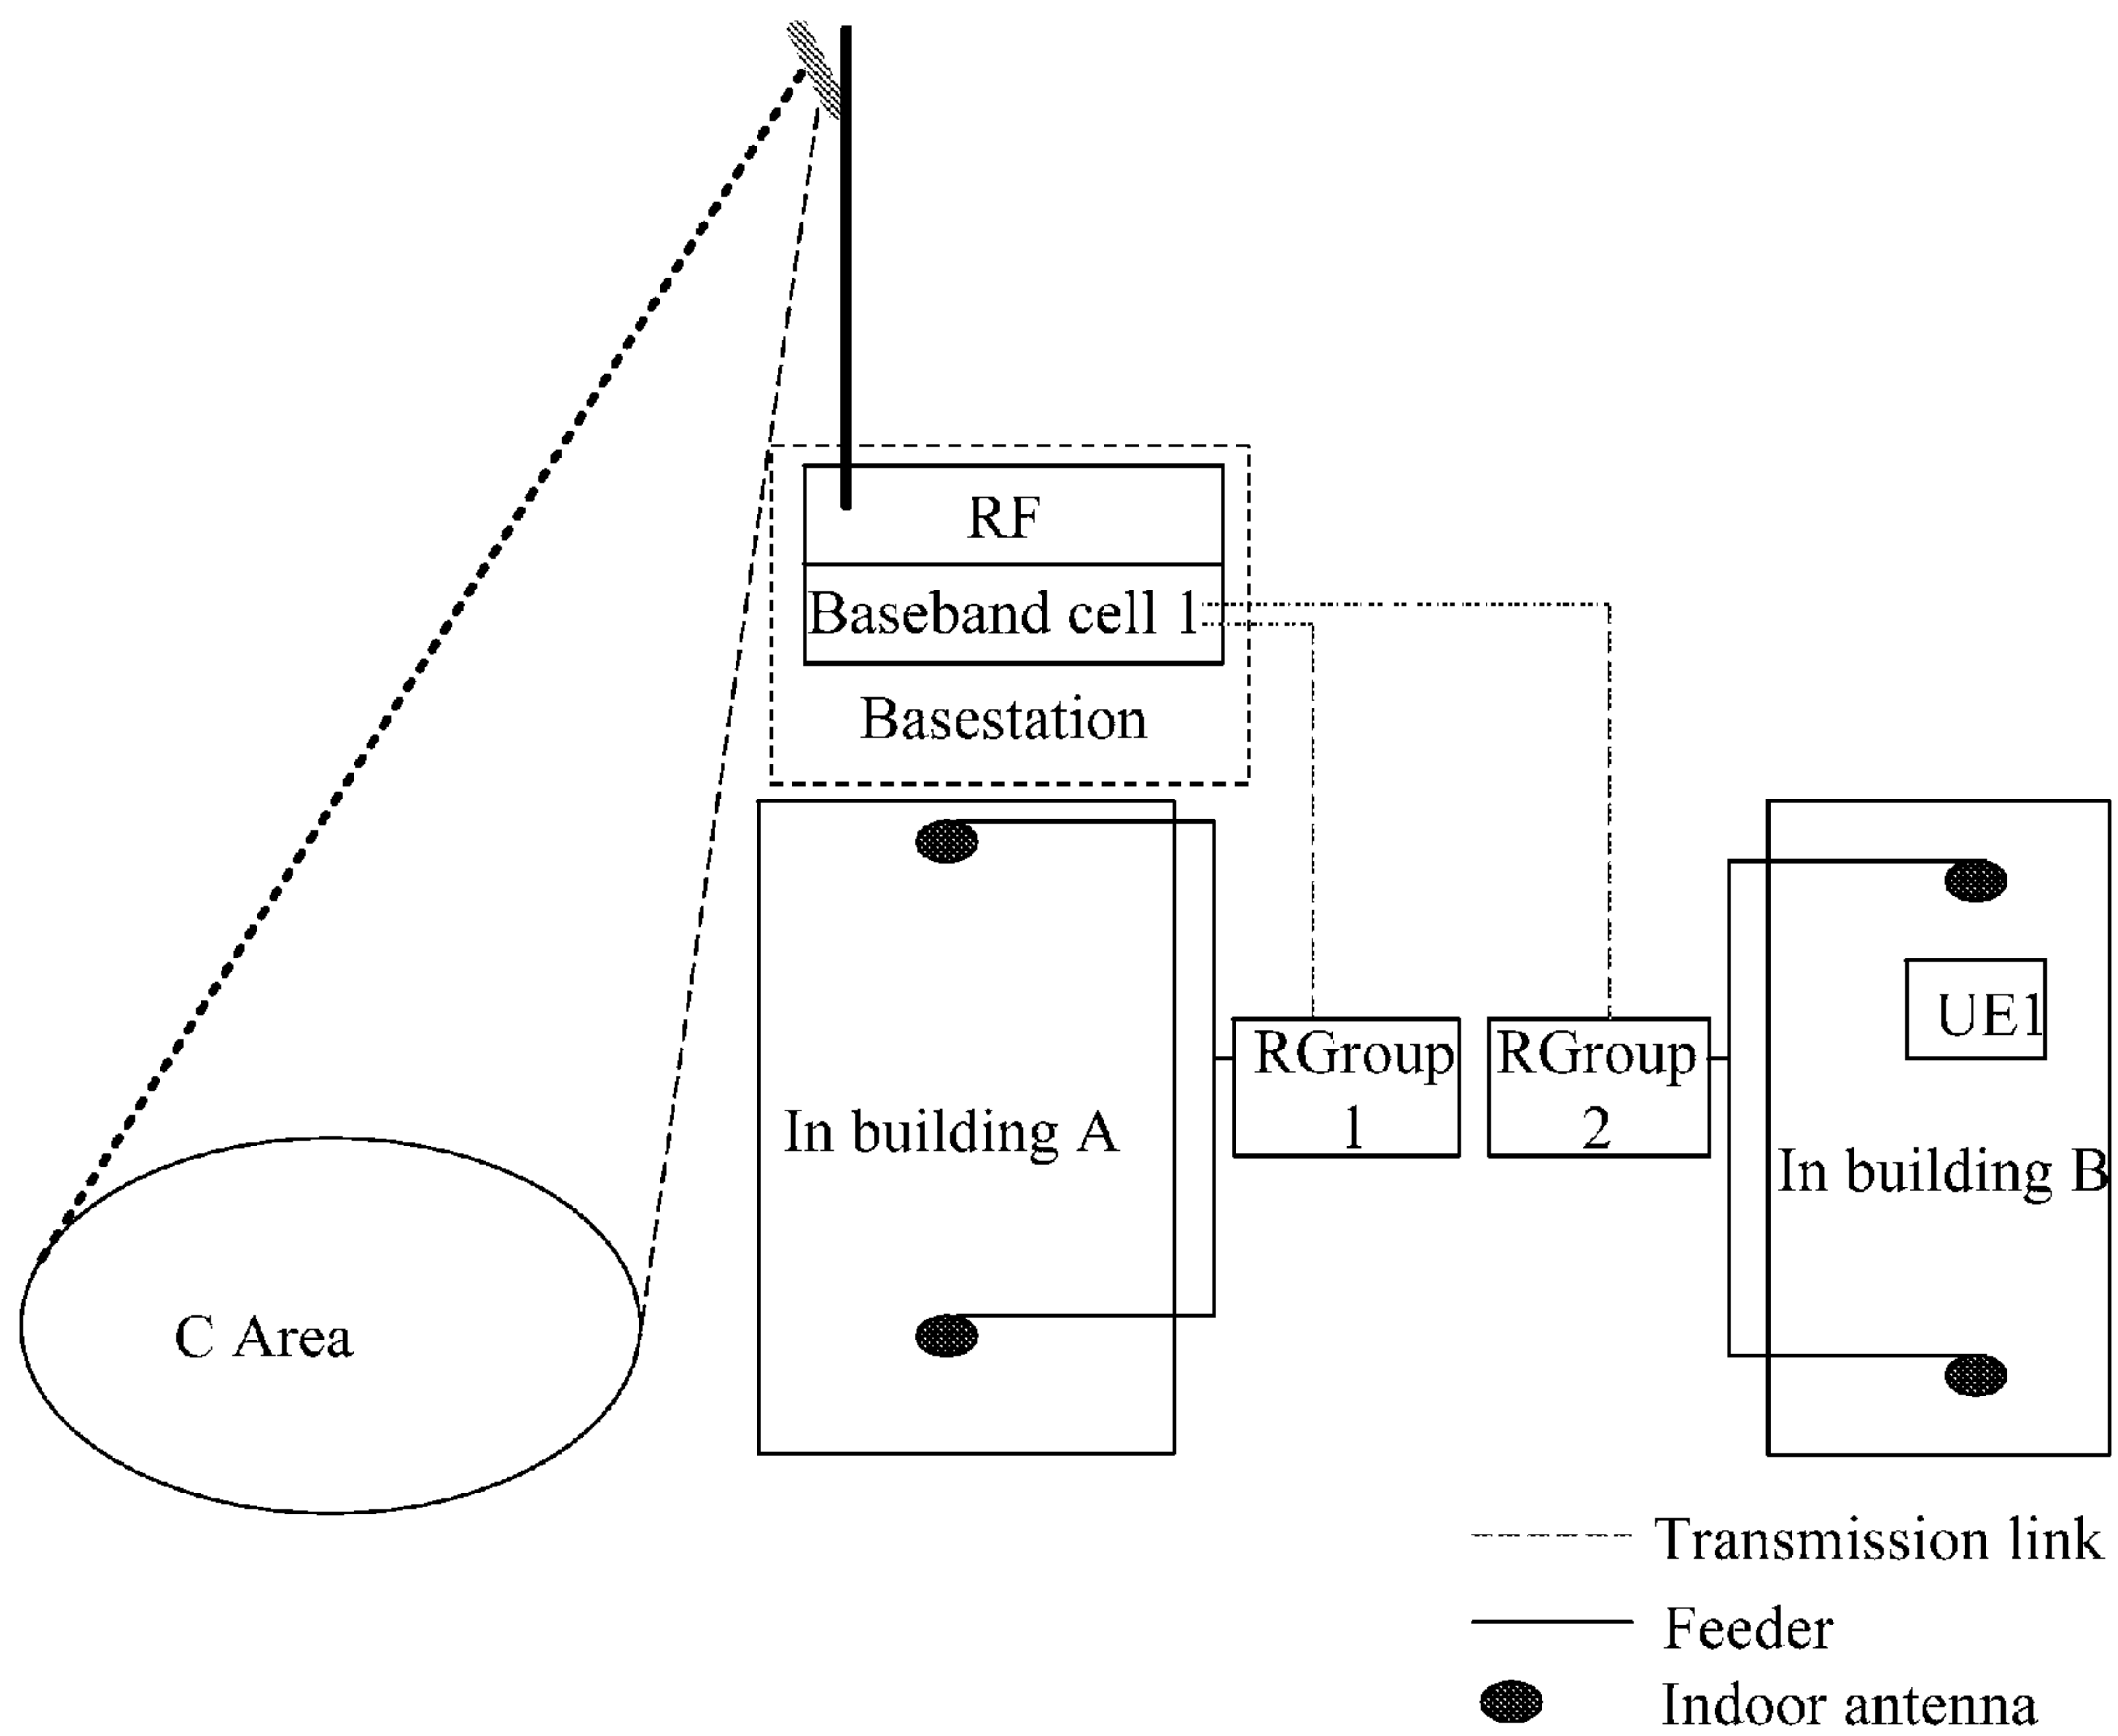 RF
Baseband cell 1
Basestation
UE1
RGroup
1
RGroup
2
In building A
In building B
C Area
Transmission link
Feeder
Indoor antenna